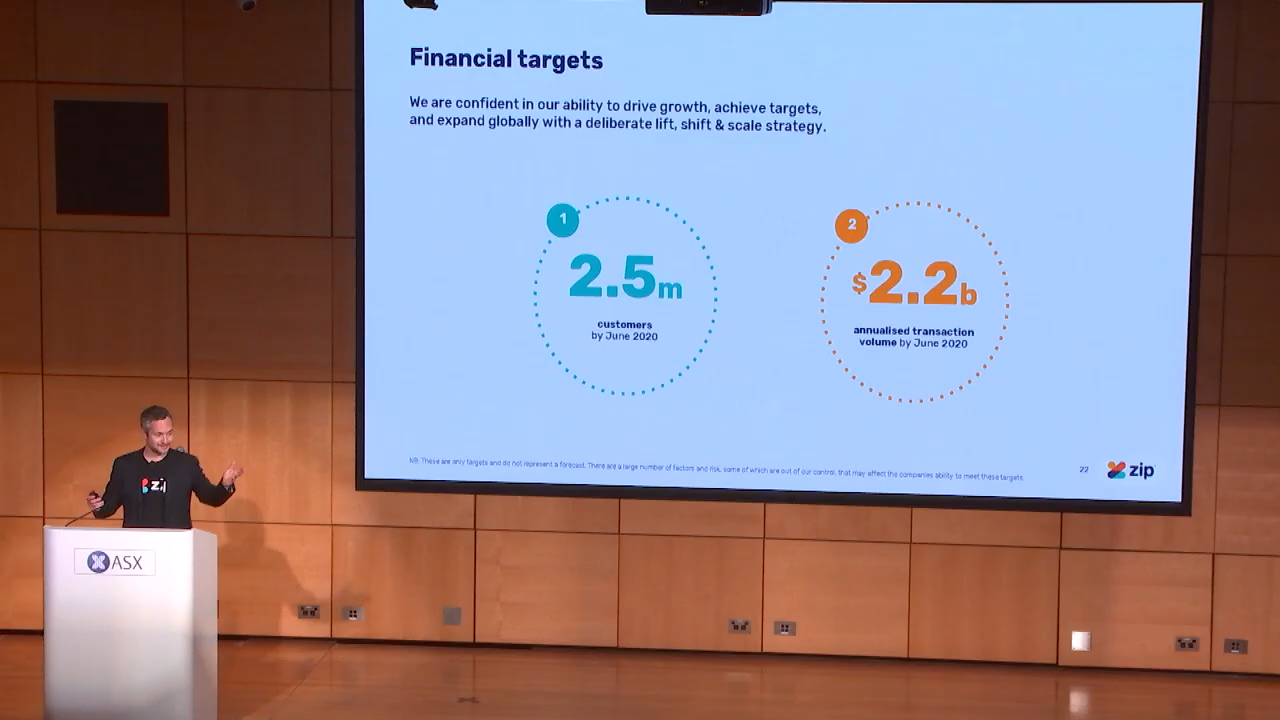 Financial targets
We are confident in our ability to drive growth, achieve targets,
and expand globally with a deliberate lift, shift & scale strategy.
1
2.5m
customers
by June 2020
2
$2.2b
annualised transaction
volume by June 2020
NB: These are only targets and do not represent a forecast. There are a large number of factors and risk, some of which are out of our control, that may affect the companies ability to meet these targets
22
zip
zi
ASX